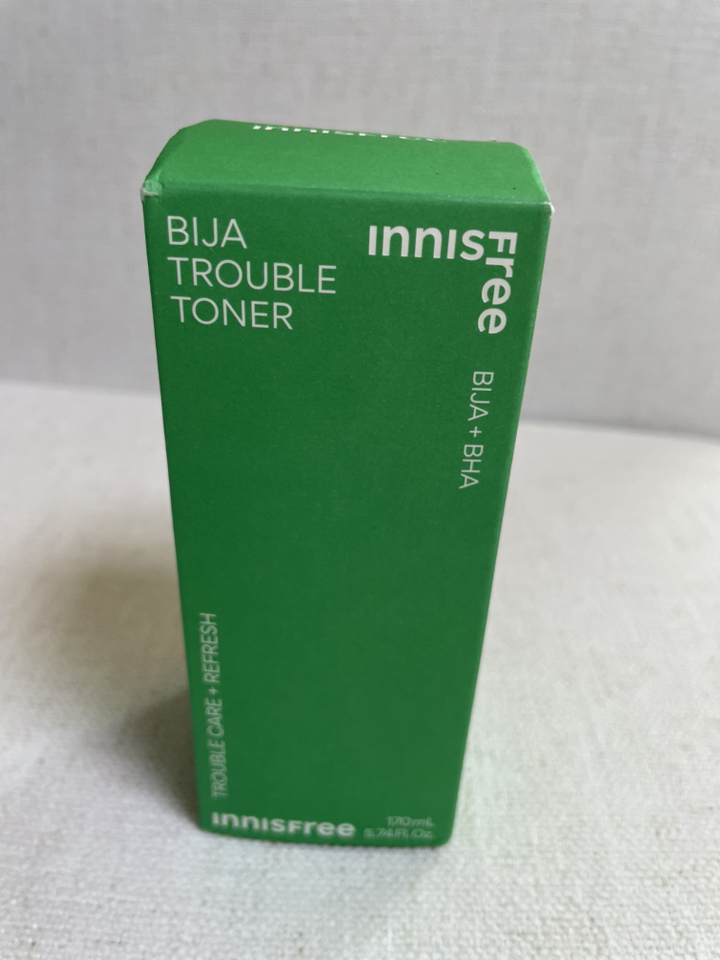 INNISFREE
BIJA
TROUBLE
TONER
INNISFree
BIJA + BHA
TROUBLE CARE + REFRESH
INNISFree
170mL
5.74 Fl. Oz.